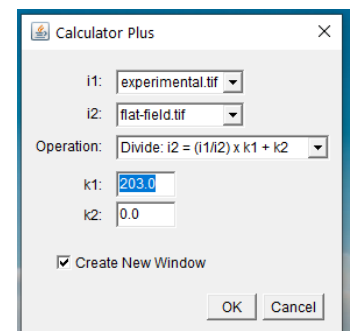 Calculator Plus
i1: experimental.tif
i2: flat-field.tif
Operation: Divide: i2 = (i1/i2) x k1 + k2
k1: 203.0
k2: 0.0
Create New Window
OK Cancel